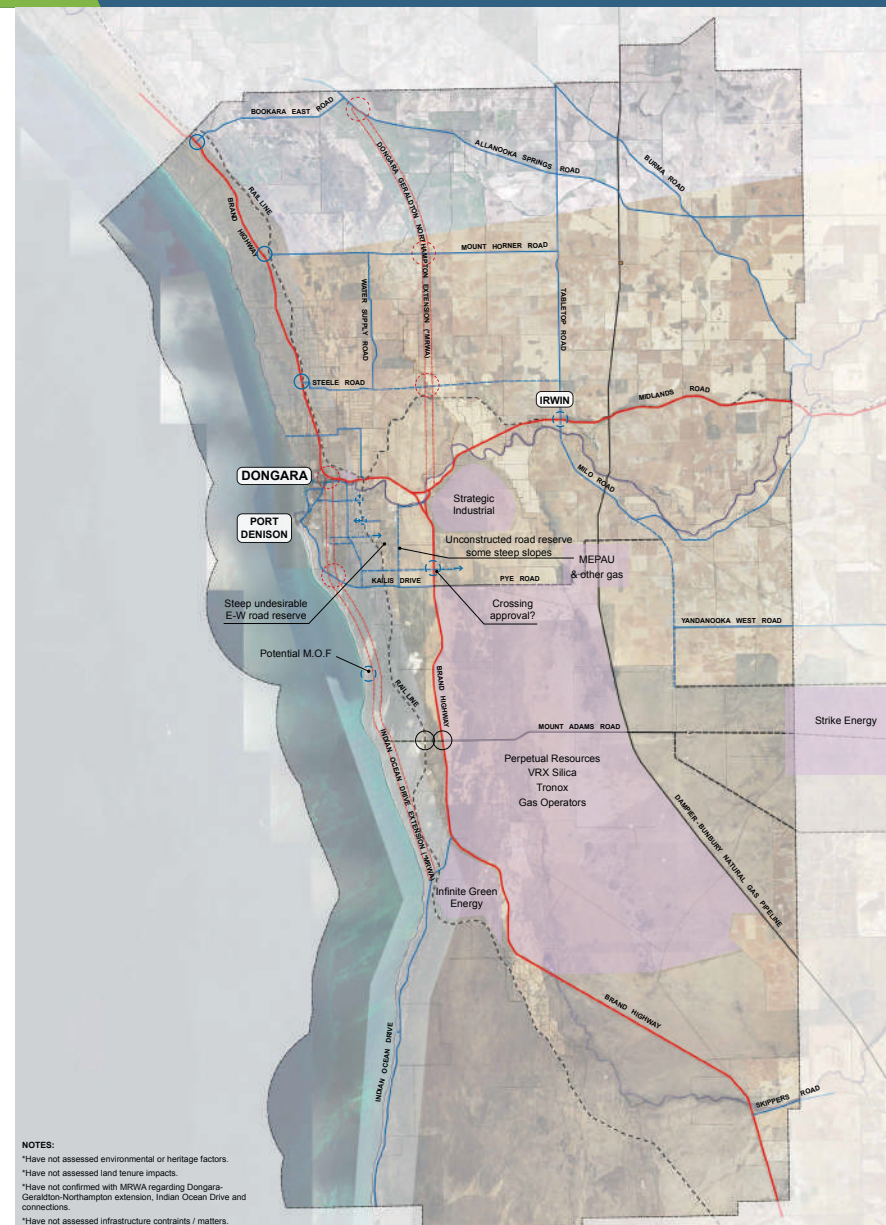 BOOKARA EAST ROAD
ALLANOOKA SPRINGS ROAD
BURMA ROAD
DONGARA GERALDTON NORTHAMPTON EXTENSION (*MRWA)
RAIL LINE
BRAND HIGHWAY
MOUNT HORNER ROAD
WATER SUPPLY ROAD
TABLETOP ROAD
STEELE ROAD
IRWIN
MIDLANDS ROAD
DONGARA
MILO ROAD
Strategic
Industrial
PORT
DENISON
Unconstructed road reserve
some steep slopes
MEPAU
& other gas
KAILIS DRIVE
PYE ROAD
Steep undesirable
E-W road reserve
Crossing
approval?
YANDANOOKA WEST ROAD
Potential M.O.F
RAIL LINE
BRAND HIGHWAY
MOUNT ADAMS ROAD
Strike Energy
Perpetual Resources
VRX Silica
Tronox
Gas Operators
INDIAN OCEAN DRIVE EXTENSION (*MRWA)
DAMPIER-BUNBURY NATURAL GAS PIPELINE
Infinite Green
Energy
BRAND HIGHWAY
INDIAN OCEAN DRIVE
SKIPPERS ROAD
NOTES:
*Have not assessed environmental or heritage factors.
*Have not assessed land tenure impacts.
*Have not confirmed with MRWA regarding Dongara-
Geraldton-Northampton extension, Indian Ocean Drive and
connections.
*Have not assessed infrastructure contraints / matters.